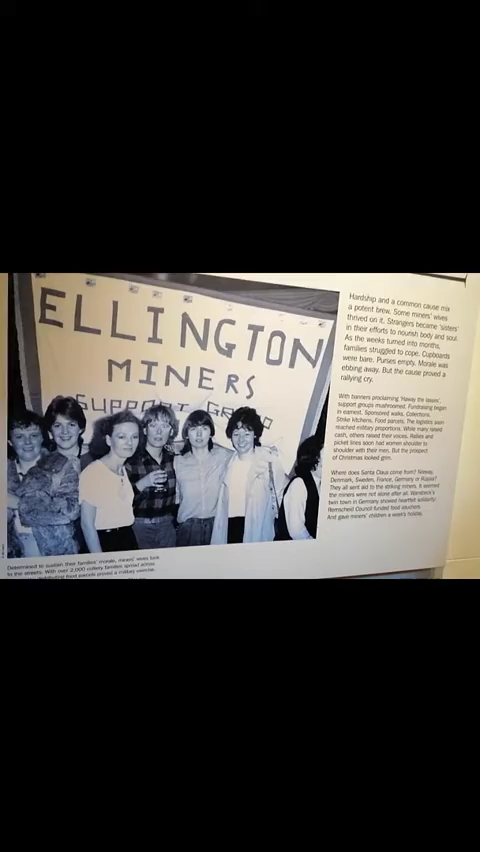 ELLINGTON
MINERS
SUPPORT GROUP
Hardship and a common cause mix
a potent brew. Some miners' wives
thrived on it. Strangers became 'sisters'
in their efforts to nourish body and soul.
As the weeks turned into months,
families struggled to cope. Cupboards
were bare. Purses empty. Morale was
ebbing away. But the cause proved a
rallying cry.
With banners proclaiming 'Haway the lasses',
support groups mushroomed. Fundraising began
in earnest. Sponsored walks. Collections.
Strike kitchens. Food parcels. The logistics soon
reached military proportions. While many raised
cash, others raised their voices. Rallies and
picket lines soon had women shoulder to
shoulder with their men. But the prospect
of Christmas looked grim.
Where does Santa Claus come from? Norway,
Denmark, Sweden, France, Germany or Russia?
They all sent aid to the striking miners. It seemed
the miners were not alone after all. Wansbeck's
twin town in Germany showed heartfelt solidarity.
Remscheid Council funded food vouchers.
And gave miners' children a week's holiday.
Determined to sustain their families' morale, miners' wives took
to the streets. With over 2,000 colliery families spread across
distributing food parcels proved a military exercise.